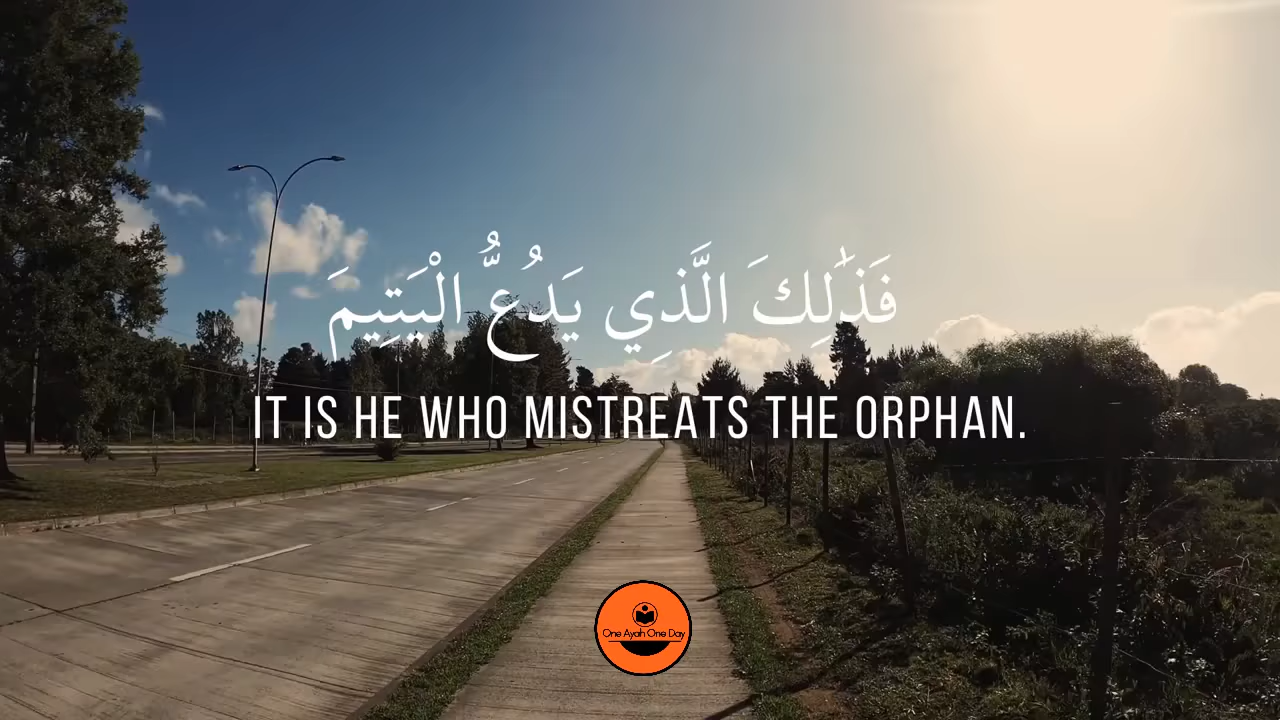 فَذَٰلِكَ الَّذِي يَدُعُّ الْيَتِيمَ
IT IS HE WHO MISTREATS THE ORPHAN.
One Ayah One Day